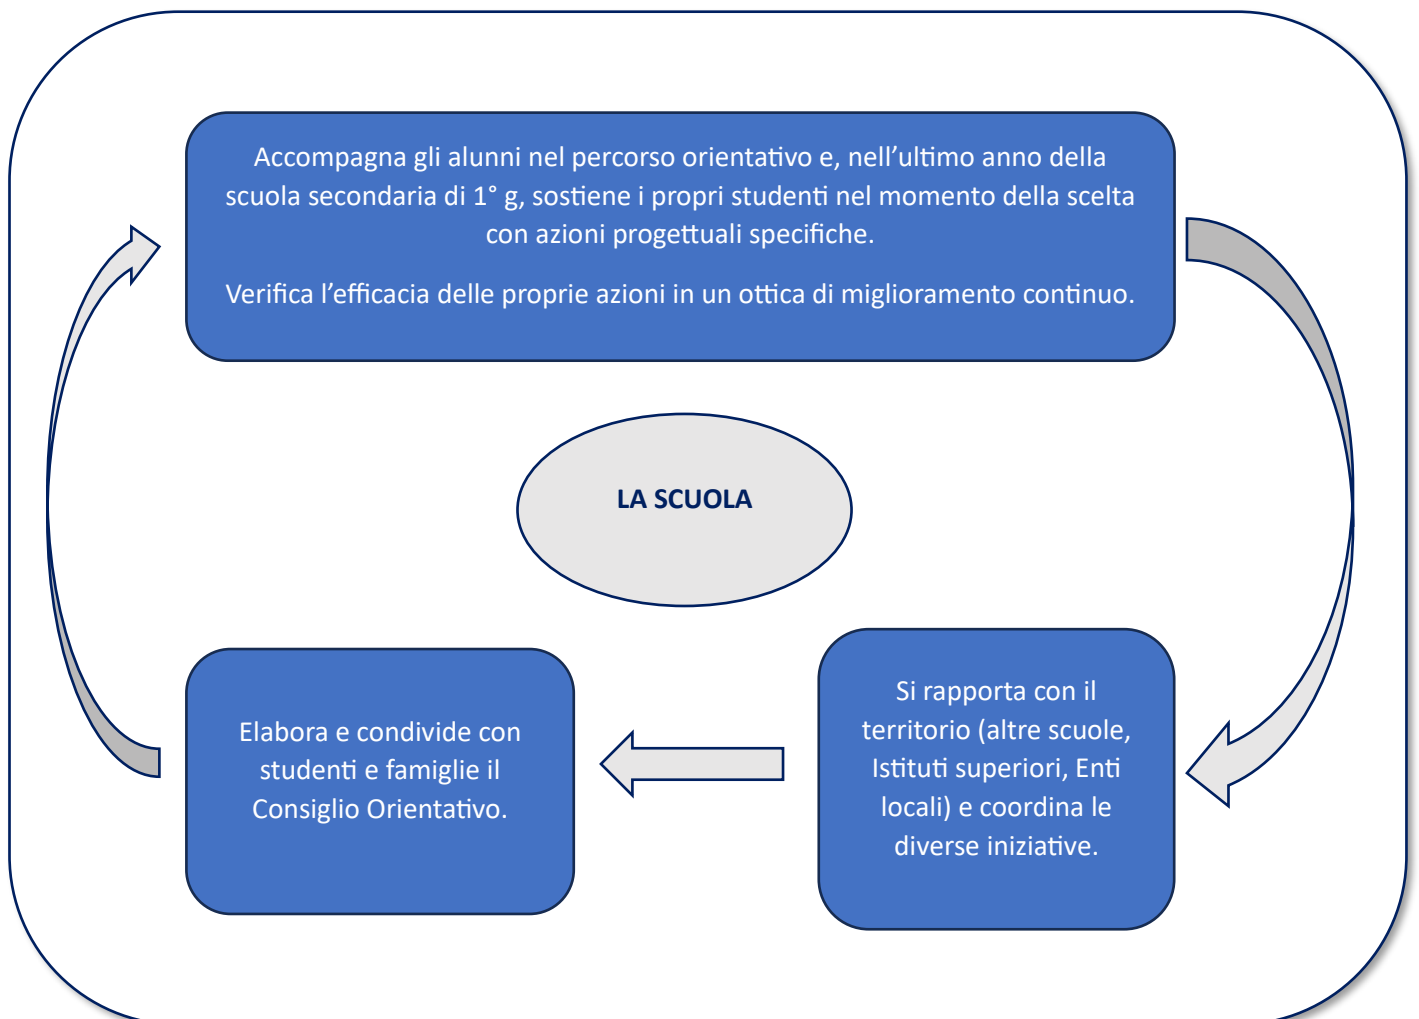 Accompagna gli alunni nel percorso orientativo e, nell’ultimo anno della
scuola secondaria di 1° g, sostiene i propri studenti nel momento della scelta
con azioni progettuali specifiche.
Verifica l’efficacia delle proprie azioni in un ottica di miglioramento continuo.
LA SCUOLA
Elabora e condivide con
studenti e famiglie il
Consiglio Orientativo.
Si rapporta con il
territorio (altre scuole,
Istituti superiori, Enti
locali) e coordina le
diverse iniziative.